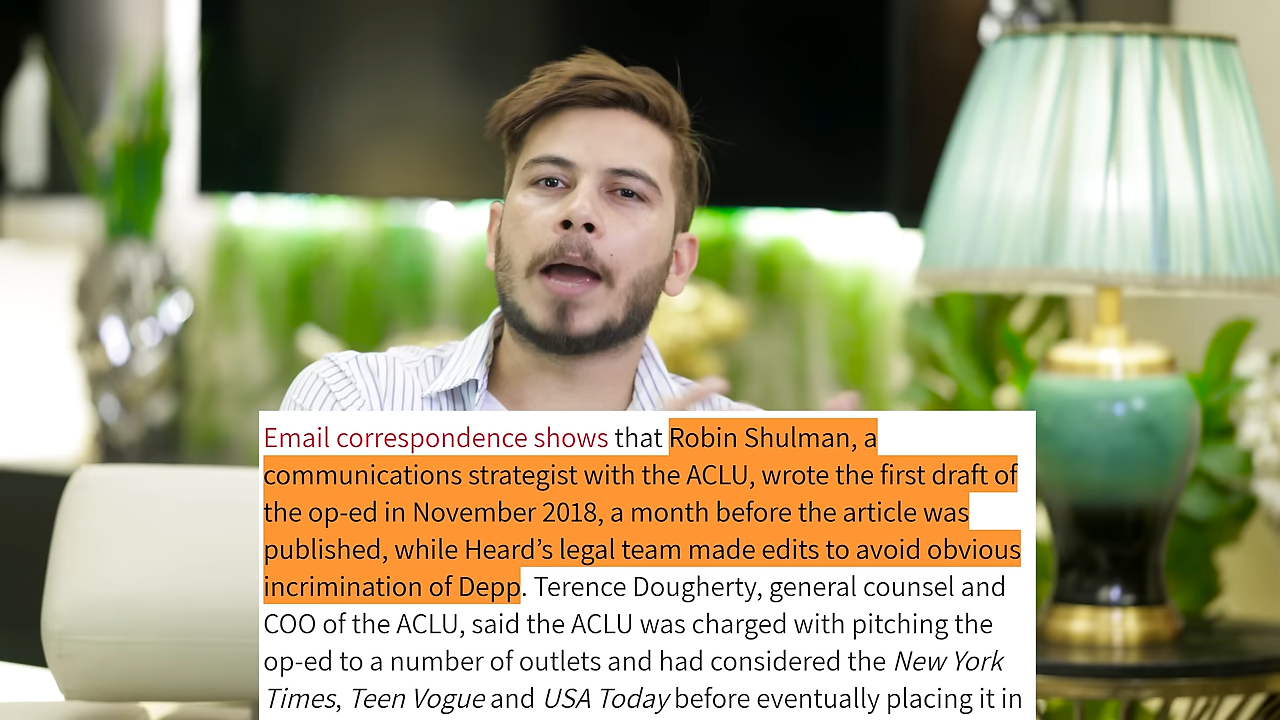 Email correspondence shows that Robin Shulman, a
communications strategist with the ACLU, wrote the first draft of
the op-ed in November 2018, a month before the article was
published, while Heard’s legal team made edits to avoid obvious
incrimination of Depp. Terence Dougherty, general counsel and
COO of the ACLU, said the ACLU was charged with pitching the
op-ed to a number of outlets and had considered the New York
Times, Teen Vogue and USA Today before eventually placing it in